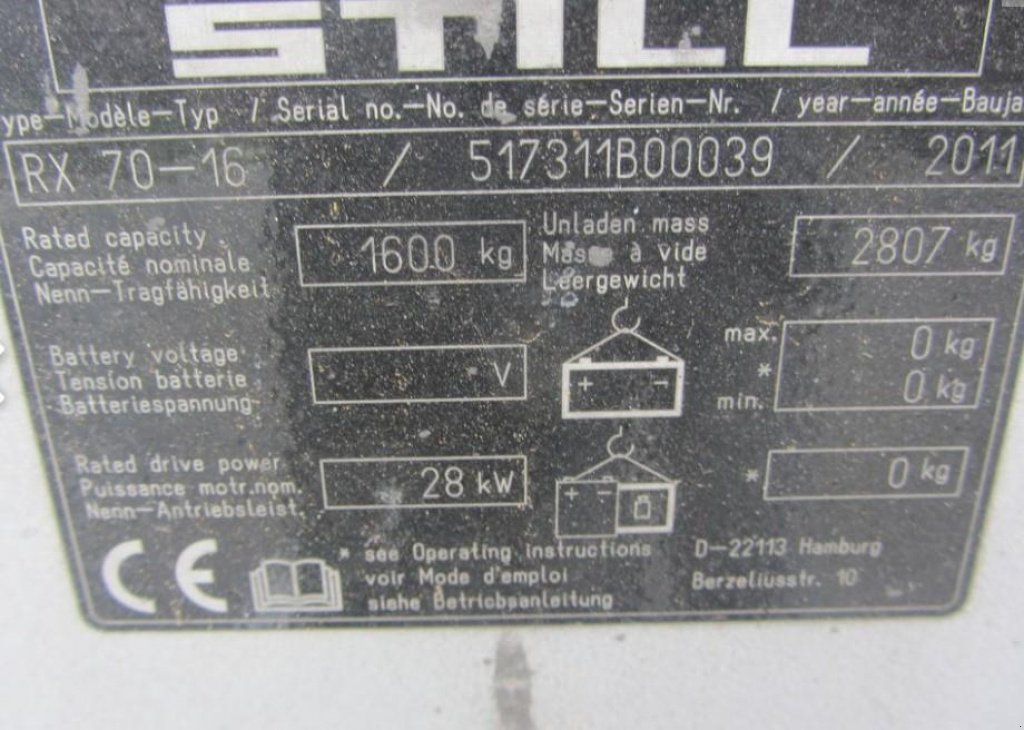 STILL
ype-Modèle-Typ / Serial no.-No. de série-Serien-Nr. / year-année-Bauja
RX 70-16 / 517311B00039 / 2011
Rated capacity
Capacité nominale
Nenn-Tragfähigkeit
1600 kg
Unladen mass
Masse à vide
Leergewicht
2807 kg
Battery voltage
Tension batterie
Batteriespannung
V
+ -
max. 0 kg
*
min. 0 kg
Rated drive power
Puissance motr.nom.
Nenn-Antriebsleist.
28 kW
+ -
* 0 kg
CE
* see Operating instructions
voir Mode d'emploi
siehe Betriebsanleitung
D-22113 Hamburg
Berzeliusstr. 10